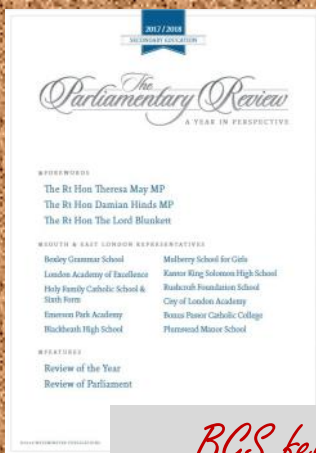 2017/2018
SECONDARY EDUCATION
The
Parliamentary Review
A YEAR IN PERSPECTIVE
FOREWORDS
The Rt Hon Theresa May MP
The Rt Hon Damian Hinds MP
The Rt Hon The Lord Blunkett
SOUTH & EAST LONDON REPRESENTATIVES
Bexley Grammar School
London Academy of Excellence
Holy Family Catholic School &
Sixth Form
Emerson Park Academy
Blackheath High School
Mulberry School for Girls
Kantor King Solomon High School
Rushcroft Foundation School
City of London Academy
Bonus Pastor Catholic College
Plumstead Manor School
FEATURES
Review of the Year
Review of Parliament
WESTMINSTER PUBLICATIONS
BGS